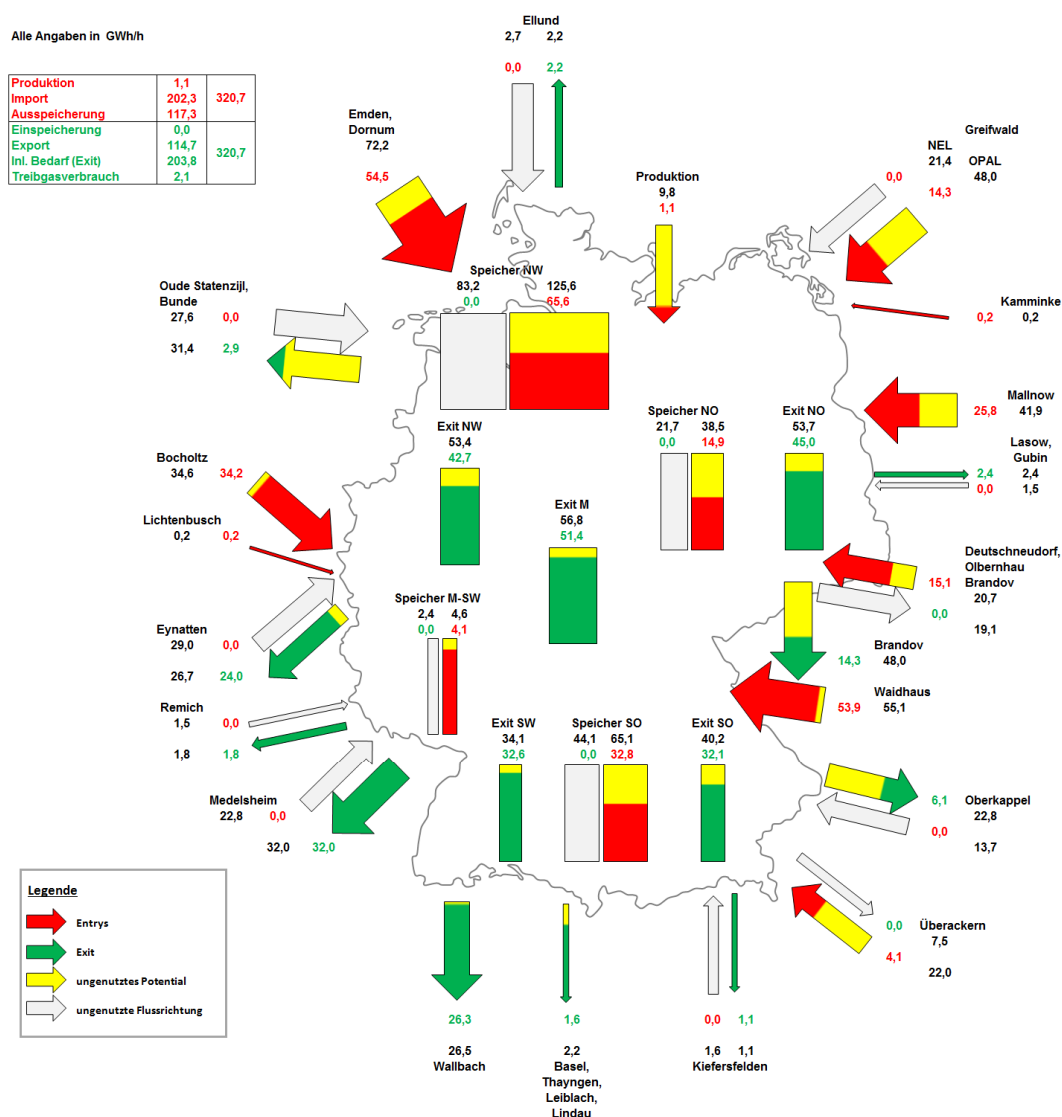 Alle Angaben in GWh/h
Produktion 1,1
Import 202,3 320,7
Ausspeicherung 117,3
Einspeicherung 0,0
Export 114,7 320,7
Inl. Bedarf (Exit) 203,8
Treibgasverbrauch 2,1
Ellund
2,7 2,2
0,0 2,2
Emden,
Dornum
72,2
54,5
Produktion
9,8
1,1
Greifwald
NEL
21,4 OPAL
0,0 48,0
14,3
Speicher NW
83,2 125,6
0,0 65,6
Oude Statenzijl,
Bunde
27,6 0,0
31,4 2,9
Kamminke
0,2 0,2
Mallnow
25,8 41,9
Speicher NO
21,7 38,5
0,0 14,9
Exit NO
53,7
45,0
Exit NW
53,4
42,7
Lasow,
Gubin
2,4 2,4
0,0 1,5
Bocholtz
34,6 34,2
Exit M
56,8
51,4
Lichtenbusch
0,2 0,2
Deutschneudorf,
Olbernhau
15,1 Brandov
20,7
0,0
19,1
Speicher M-SW
2,4 4,6
0,0 4,1
Eynatten
29,0 0,0
26,7 24,0
Brandov
14,3 48,0
Waidhaus
53,9 55,1
Remich
1,5 0,0
1,8 1,8
Exit SW
34,1
32,6
Speicher SO
44,1 65,1
0,0 32,8
Exit SO
40,2
32,1
Medelsheim
22,8 0,0
32,0 32,0
6,1 Oberkappel
22,8
0,0
13,7
Legende
Entrys
Exit
ungenutztes Potential
ungenutzte Flussrichtung
0,0 Überackern
7,5
4,1
22,0
26,3
26,5
Wallbach
1,6
2,2
Basel,
Thayngen,
Leiblach,
Lindau
0,0 1,1
1,6 1,1
Kiefersfelden